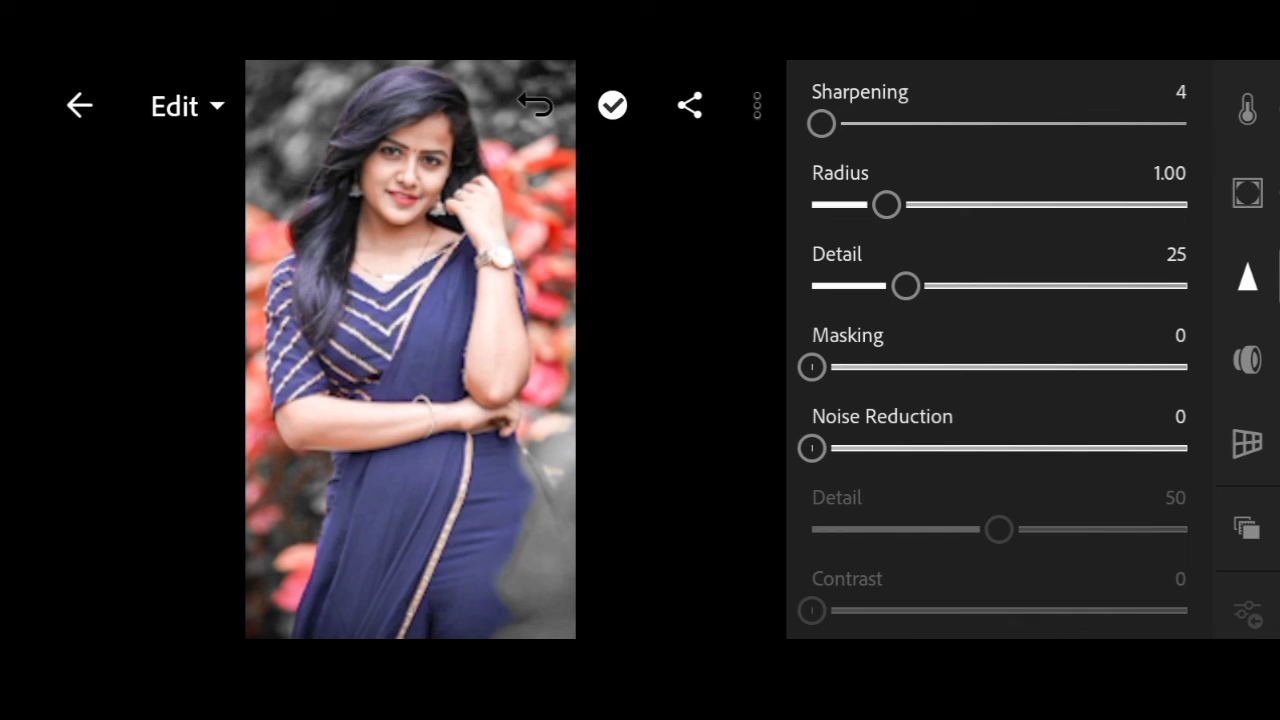 Edit
Sharpening 4
Radius 1.00
Detail 25
Masking 0
Noise Reduction 0
Detail 50
Contrast 0